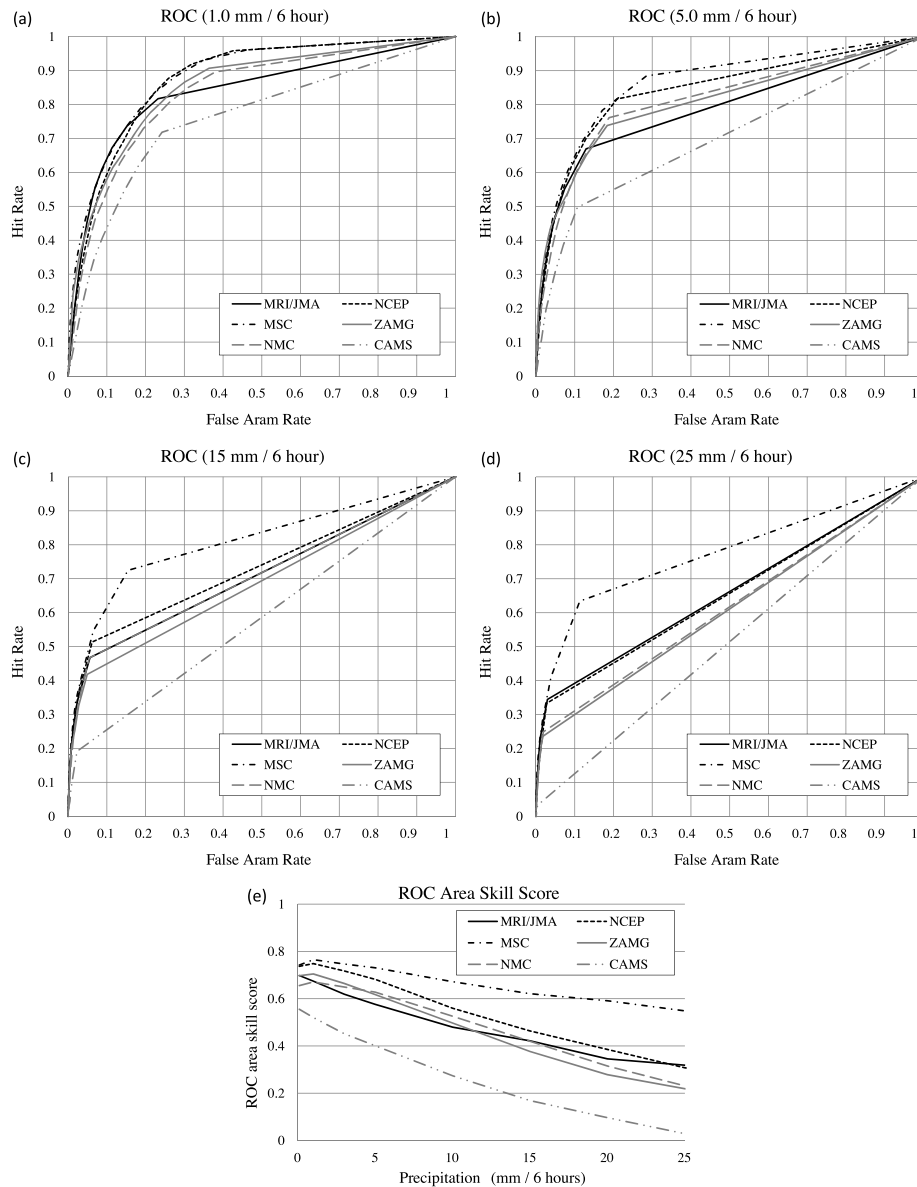 (a)
ROC (1.0 mm / 6 hour)
1
0.9
0.8
0.7
0.6
0.5
0.4
0.3
0.2
0.1
0
Hit Rate
MRI/JMA
NCEP
MSC
ZAMG
NMC
CAMS
0 0.1 0.2 0.3 0.4 0.5 0.6 0.7 0.8 0.9 1
False Aram Rate
(b)
ROC (5.0 mm / 6 hour)
1
0.9
0.8
0.7
0.6
0.5
0.4
0.3
0.2
0.1
0
Hit Rate
MRI/JMA
NCEP
MSC
ZAMG
NMC
CAMS
0 0.1 0.2 0.3 0.4 0.5 0.6 0.7 0.8 0.9 1
False Aram Rate
(c)
ROC (15 mm / 6 hour)
1
0.9
0.8
0.7
0.6
0.5
0.4
0.3
0.2
0.1
0
Hit Rate
MRI/JMA
NCEP
MSC
ZAMG
NMC
CAMS
0 0.1 0.2 0.3 0.4 0.5 0.6 0.7 0.8 0.9 1
False Aram Rate
(d)
ROC (25 mm / 6 hour)
1
0.9
0.8
0.7
0.6
0.5
0.4
0.3
0.2
0.1
0
Hit Rate
MRI/JMA
NCEP
MSC
ZAMG
NMC
CAMS
0 0.1 0.2 0.3 0.4 0.5 0.6 0.7 0.8 0.9 1
False Aram Rate
(e)
ROC Area Skill Score
1
0.8
0.6
0.4
0.2
0
ROC area skill score
MRI/JMA
NCEP
MSC
ZAMG
NMC
CAMS
0 5 10 15 20 25
Precipitation (mm / 6 hours)